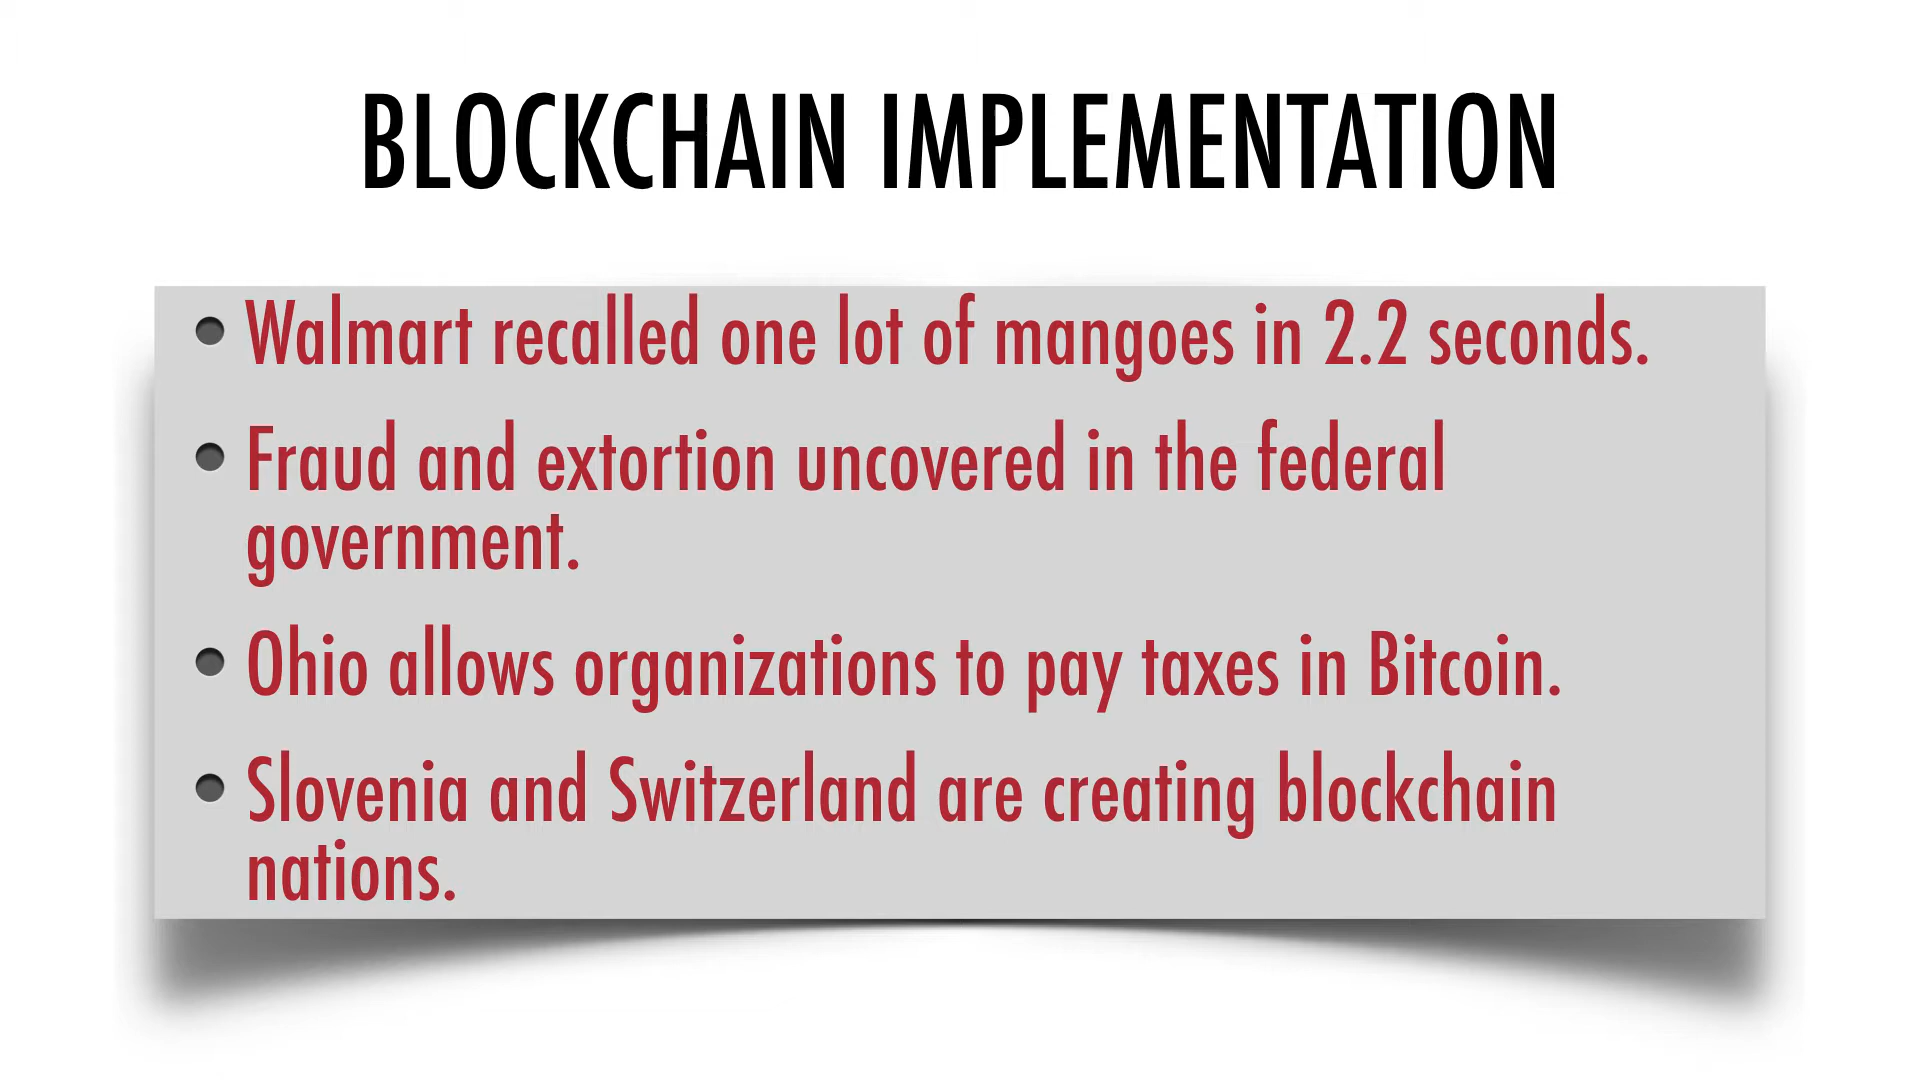 BLOCKCHAIN IMPLEMENTATION
• Walmart recalled one lot of mangoes in 2.2 seconds.
• Fraud and extortion uncovered in the federal
government.
• Ohio allows organizations to pay taxes in Bitcoin.
• Slovenia and Switzerland are creating blockchain
nations.